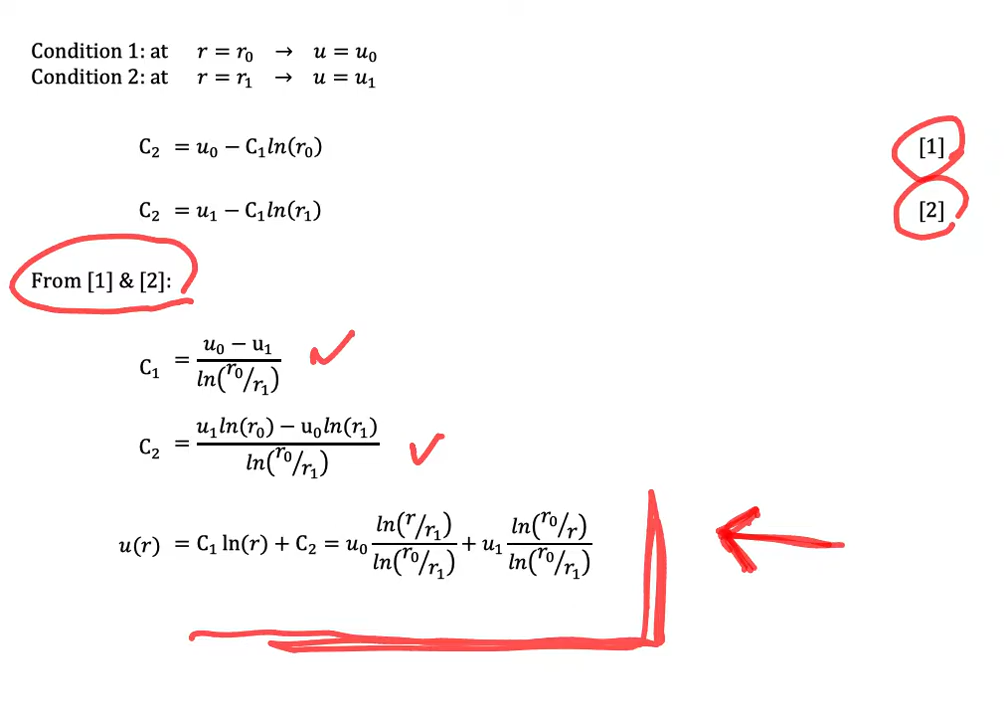 Condition 1: at r = r₀ → u = u₀
Condition 2: at r = r₁ → u = u₁
C₂ = u₀ − C₁ln(r₀) [1]
C₂ = u₁ − C₁ln(r₁) [2]
From [1] & [2]:
C₁ = (u₀ − u₁) / ln(r₀/r₁)
C₂ = (u₁ln(r₀) − u₀ln(r₁)) / ln(r₀/r₁)
u(r) = C₁ ln(r) + C₂ = u₀ ln(r/r₁) / ln(r₀/r₁) + u₁ ln(r₀/r) / ln(r₀/r₁)